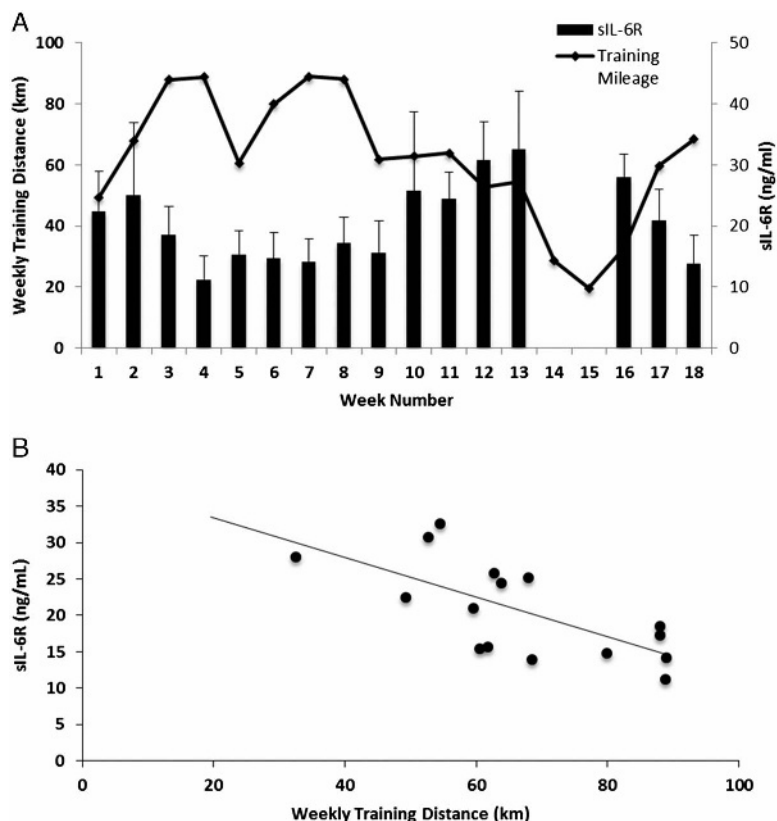 A
sIL-6R
Training
Mileage
Weekly Training Distance (km)
100
80
60
40
20
0
50
40
30
20
10
0
sIL-6R (ng/ml)
1 2 3 4 5 6 7 8 9 10 11 12 13 14 15 16 17 18
Week Number
B
sIL-6R (ng/mL)
40
35
30
25
20
15
10
5
0
0 20 40 60 80 100
Weekly Training Distance (km)